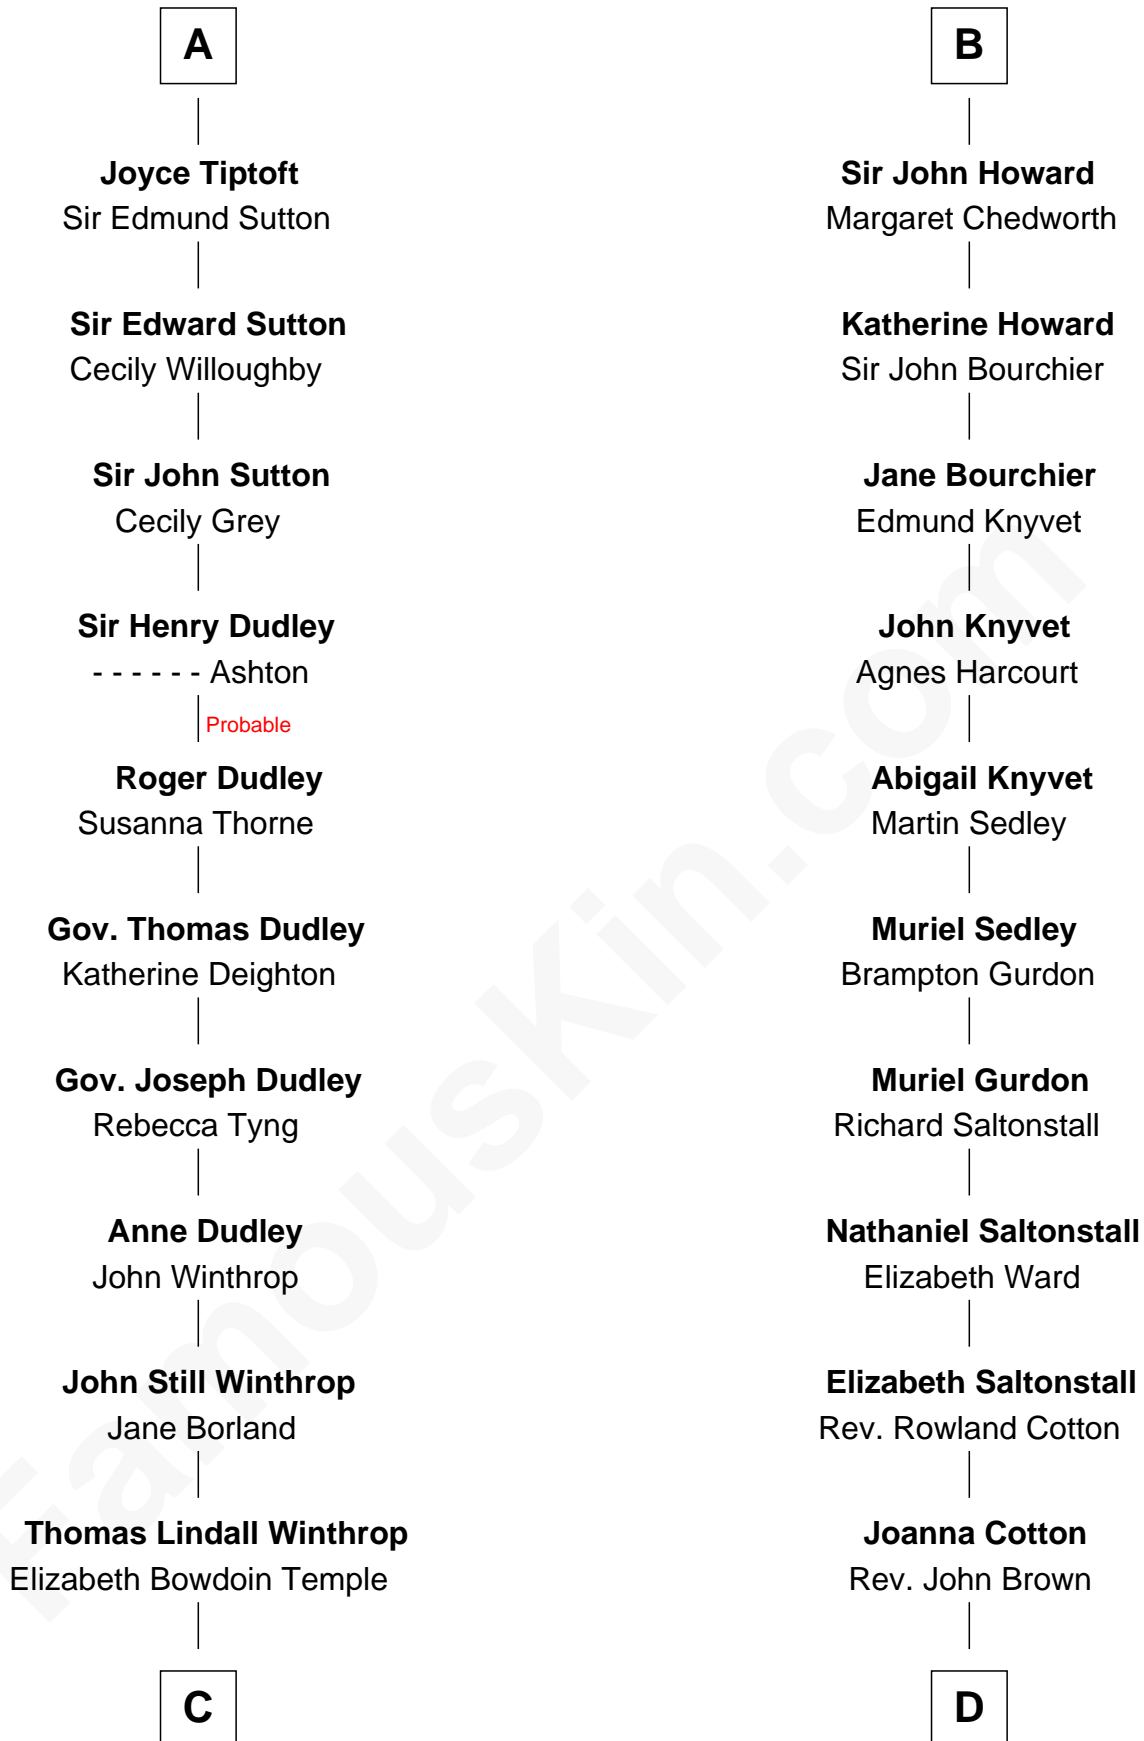 A
Joyce Tiptoft
Sir Edmund Sutton
Sir Edward Sutton
Cecily Willoughby
Sir John Sutton
Cecily Grey
Sir Henry Dudley
- - - - - - Ashton
Probable
Roger Dudley
Susanna Thorne
Gov. Thomas Dudley
Katherine Deighton
Gov. Joseph Dudley
Rebecca Tyng
Anne Dudley
John Winthrop
John Still Winthrop
Jane Borland
Thomas Lindall Winthrop
Elizabeth Bowdoin Temple
C
B
Sir John Howard
Margaret Chedworth
Katherine Howard
Sir John Bourchier
Jane Bourchier
Edmund Knyvet
John Knyvet
Agnes Harcourt
Abigail Knyvet
Martin Sedley
Muriel Sedley
Brampton Gurdon
Muriel Gurdon
Richard Saltonstall
Nathaniel Saltonstall
Elizabeth Ward
Elizabeth Saltonstall
Rev. Rowland Cotton
Joanna Cotton
Rev. John Brown
D
FamousKin.com